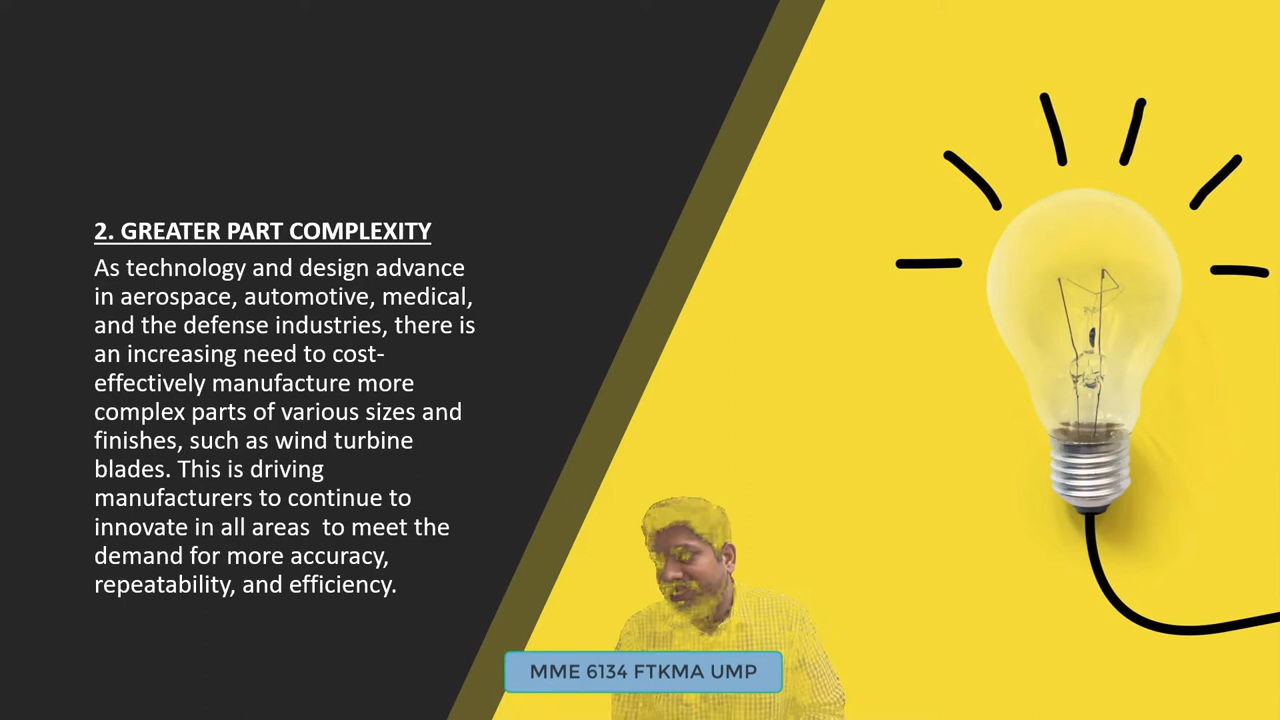 2. GREATER PART COMPLEXITY
As technology and design advance
in aerospace, automotive, medical,
and the defense industries, there is
an increasing need to cost-
effectively manufacture more
complex parts of various sizes and
finishes, such as wind turbine
blades. This is driving
manufacturers to continue to
innovate in all areas  to meet the
demand for more accuracy,
repeatability, and efficiency.
MME 6134 FTKMA UMP